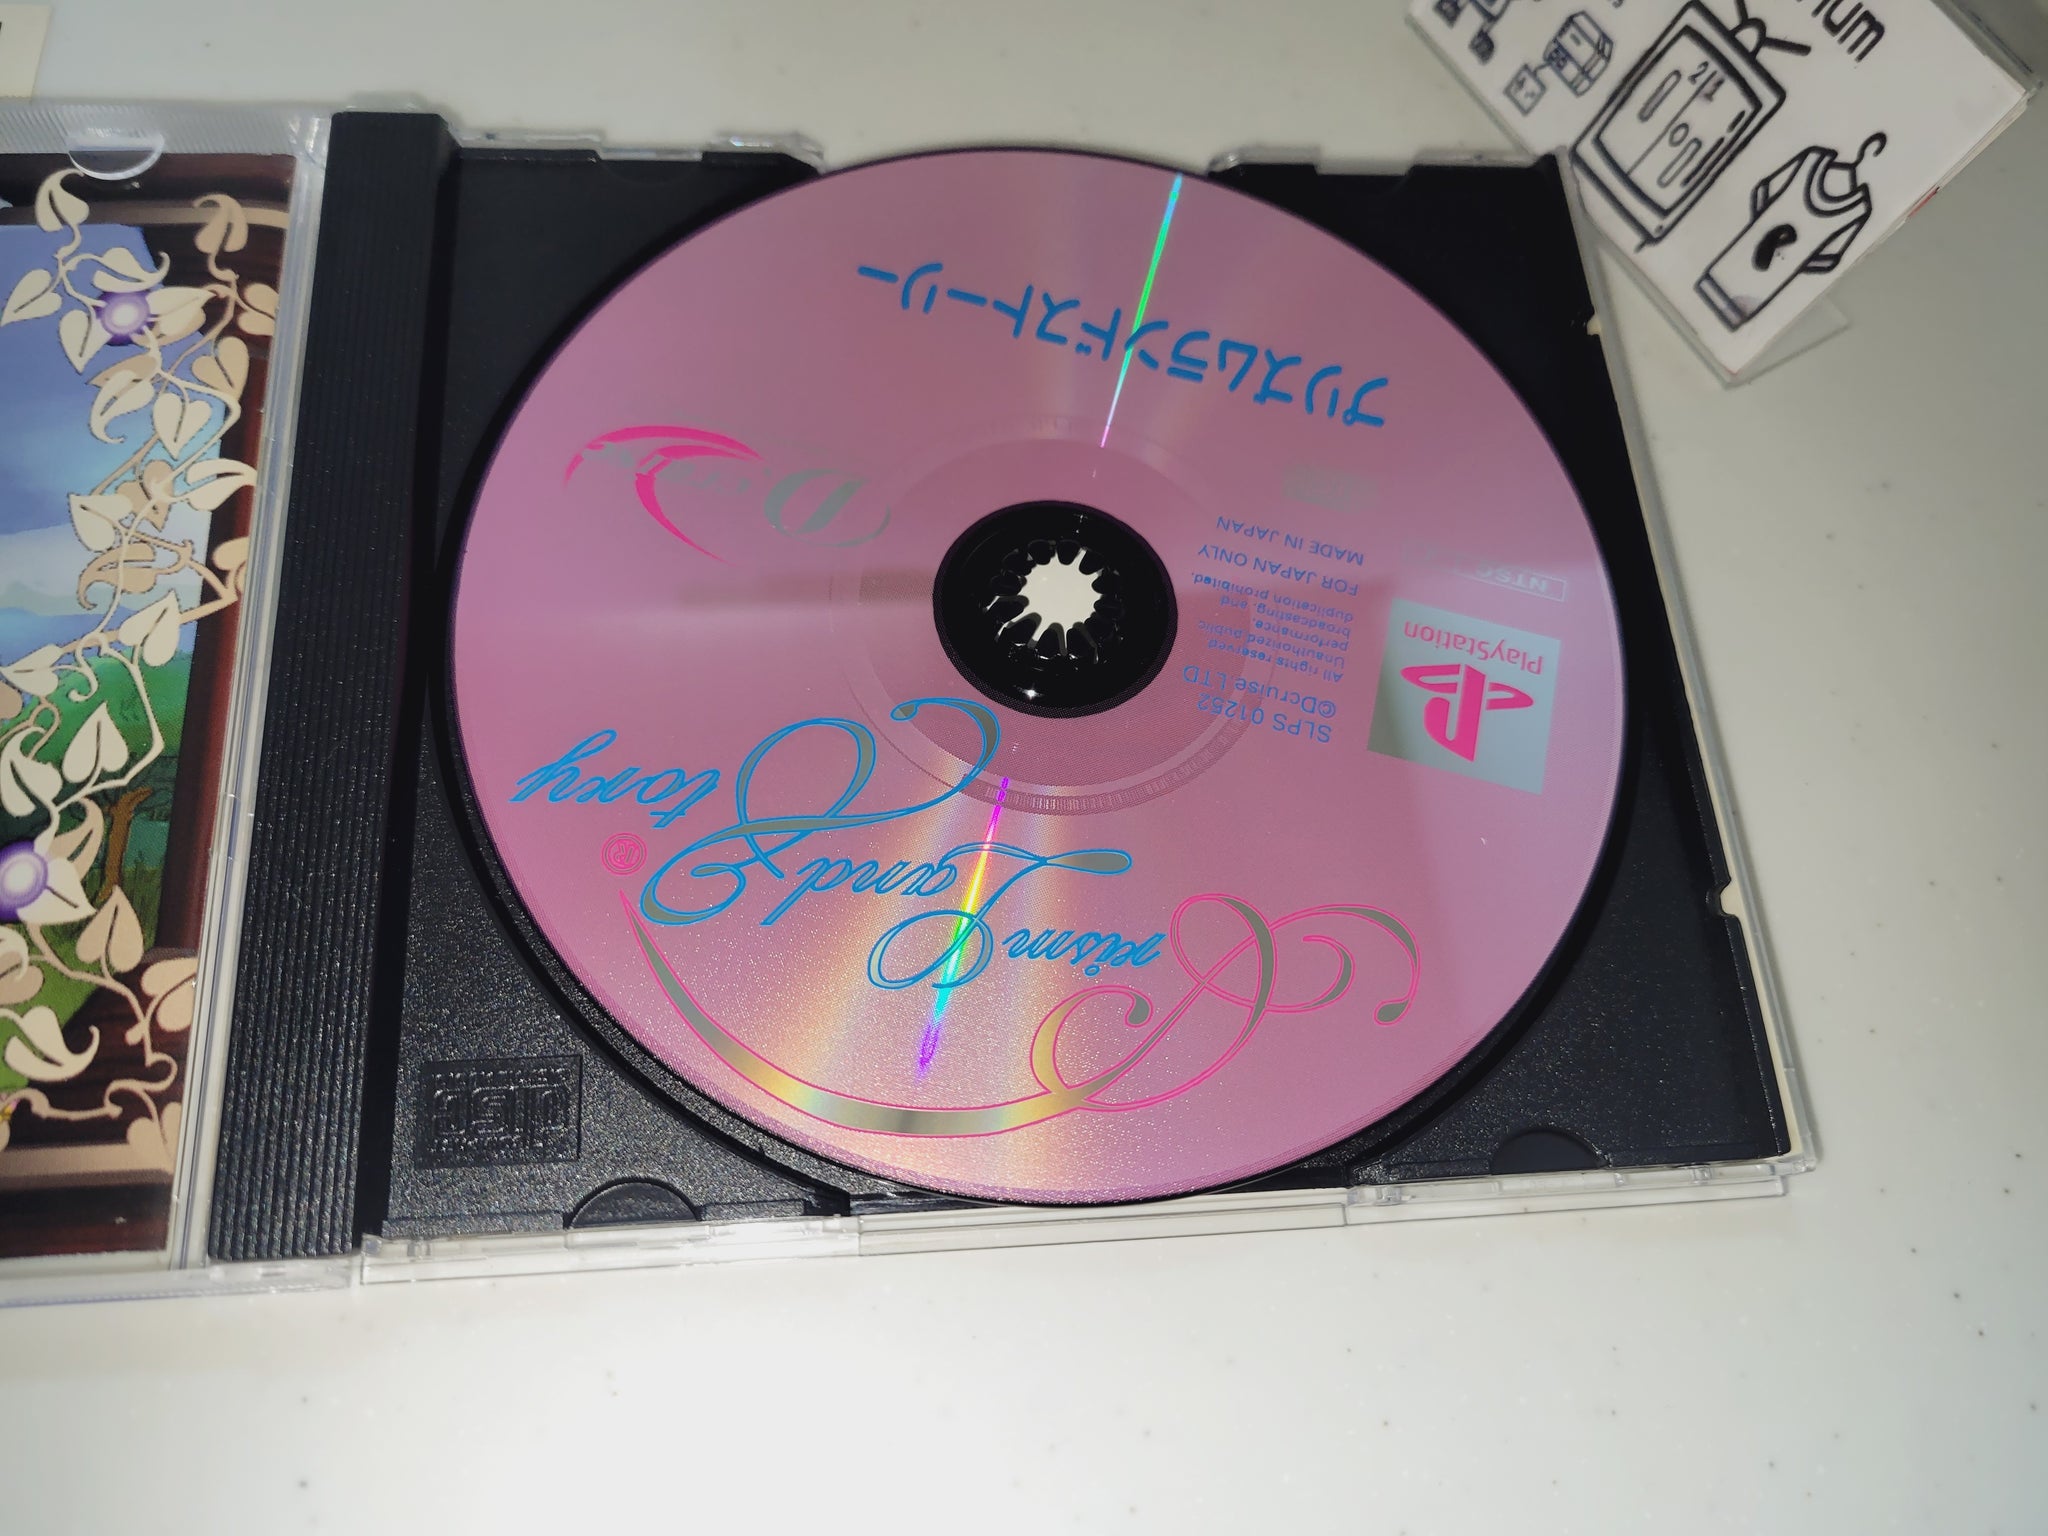 Prism Land
Story
®
PlayStation
SLPS 01252
©Dcruise.LTD
All rights reserved
Unauthorized public
performance,
broadcasting, and
duplication prohibited.
FOR JAPAN ONLY
MADE IN JAPAN
NTSC
プリズムランドストーリー
21